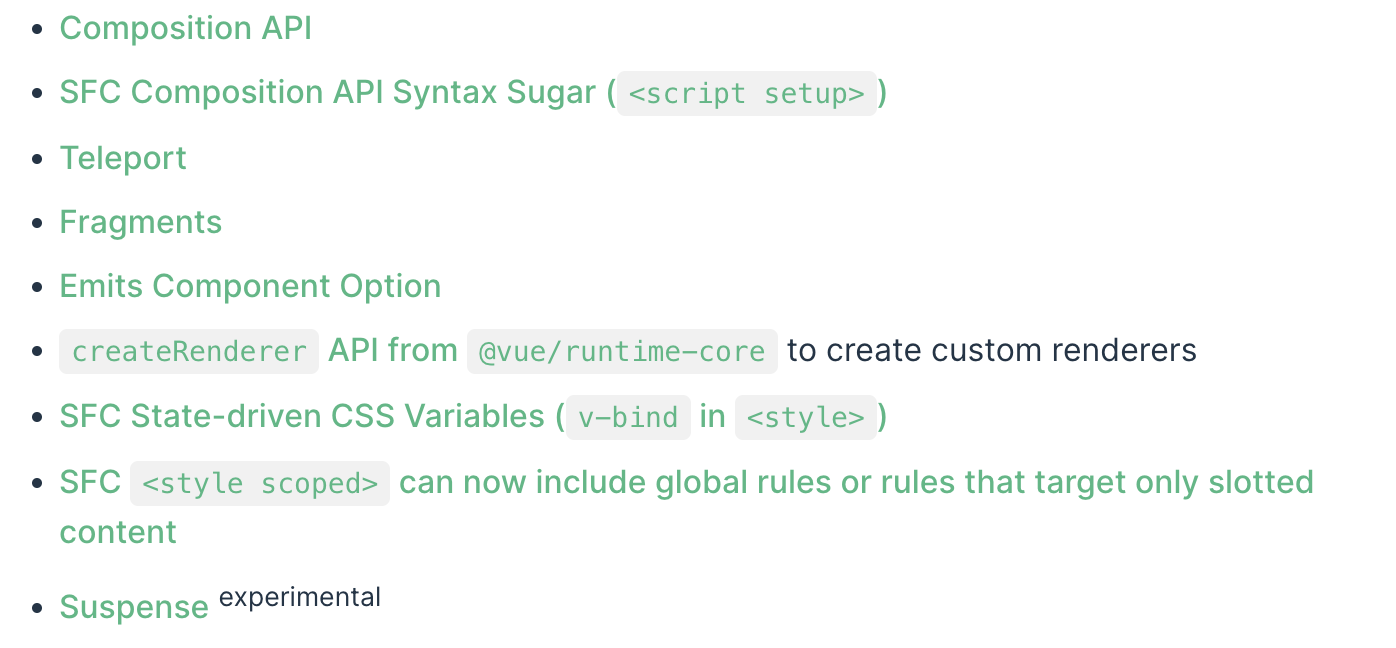 Composition API
SFC Composition API Syntax Sugar (<script setup>)
Teleport
Fragments
Emits Component Option
createRenderer API from @vue/runtime-core to create custom renderers
SFC State-driven CSS Variables (v-bind in <style>)
SFC <style scoped> can now include global rules or rules that target only slotted
content
Suspense experimental